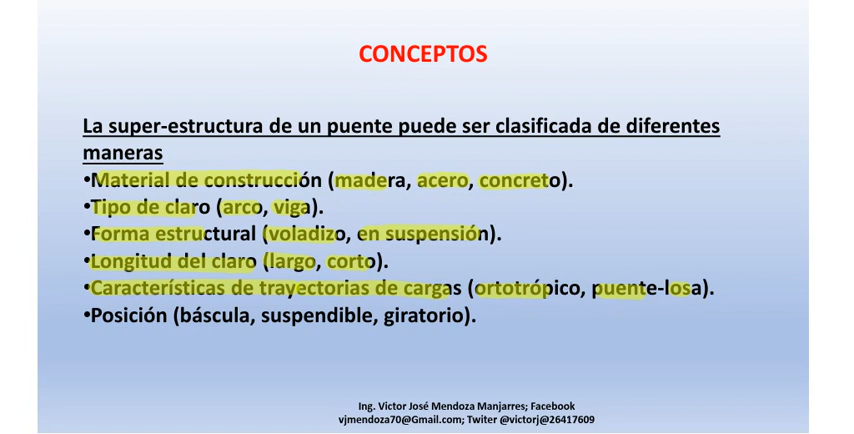 CONCEPTOS
La super-estructura de un puente puede ser clasificada de diferentes
maneras
•Material de construcción (madera, acero, concreto).
•Tipo de claro (arco, viga).
•Forma estructural (voladizo, en suspensión).
•Longitud del claro (largo, corto).
•Características de trayectorias de cargas (ortotrópico, puente-losa).
•Posición (báscula, suspendible, giratorio).
Ing. Victor José Mendoza Manjarres; Facebook
vjmendoza70@Gmail.com; Twiter @victorj@26417609